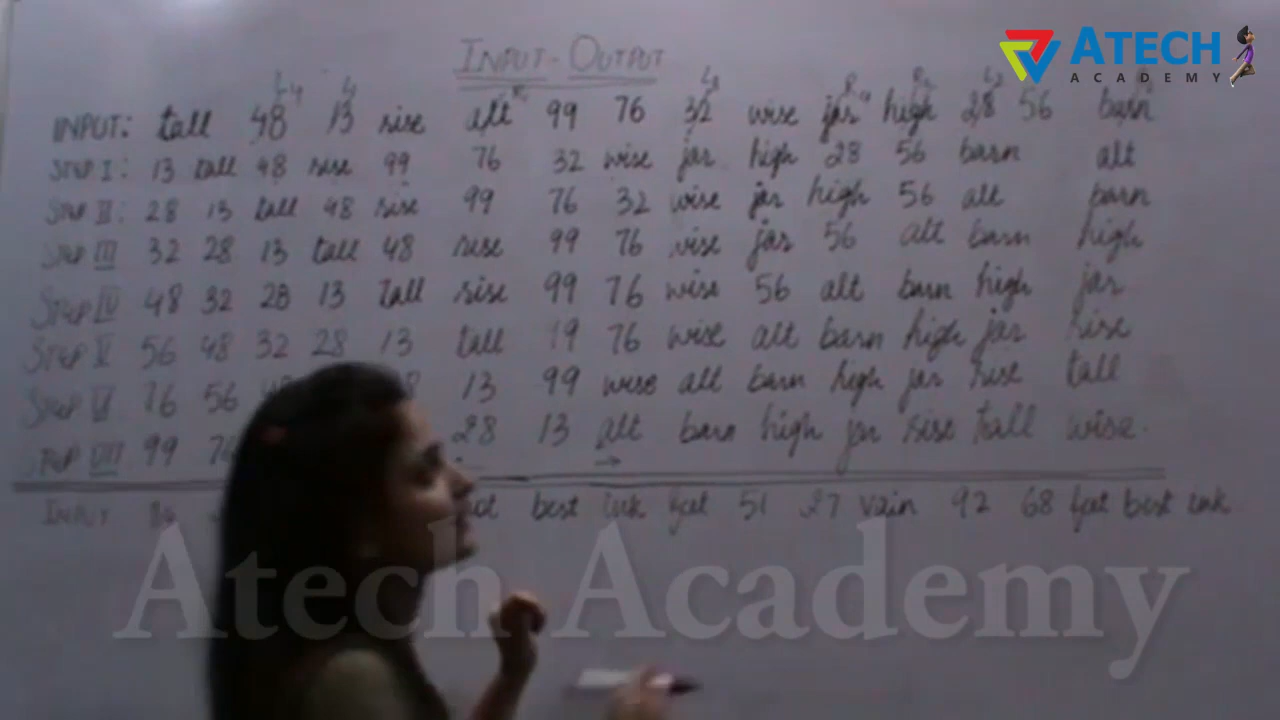 ATECH
ACADEMY
INPUT-OUTPUT
INPUT: tall 48 13 rise alt 99 76 32 wise jar high 28 56 barn
STEP I: 13 tall 48 rise 99 76 32 wise jar high 28 56 barn alt
STEP II: 28 13 tall 48 rise 99 76 32 wise jar high 56 alt barn
STEP III 32 28 13 tall 48 rise 99 76 wise jar 56 alt barn high
STEP IV 48 32 28 13 tall rise 99 76 wise 56 alt barn high jar
STEP V 56 48 32 28 13 tall 99 76 wise alt barn high jar rise
STEP VI 76 56 13 99 wise alt barn high jar rise tall
STEP VII 99 28 13 alt barn high jar rise tall wise
Input best ink fat 51 27 vain 92 68 fat best ink
Atech Academy